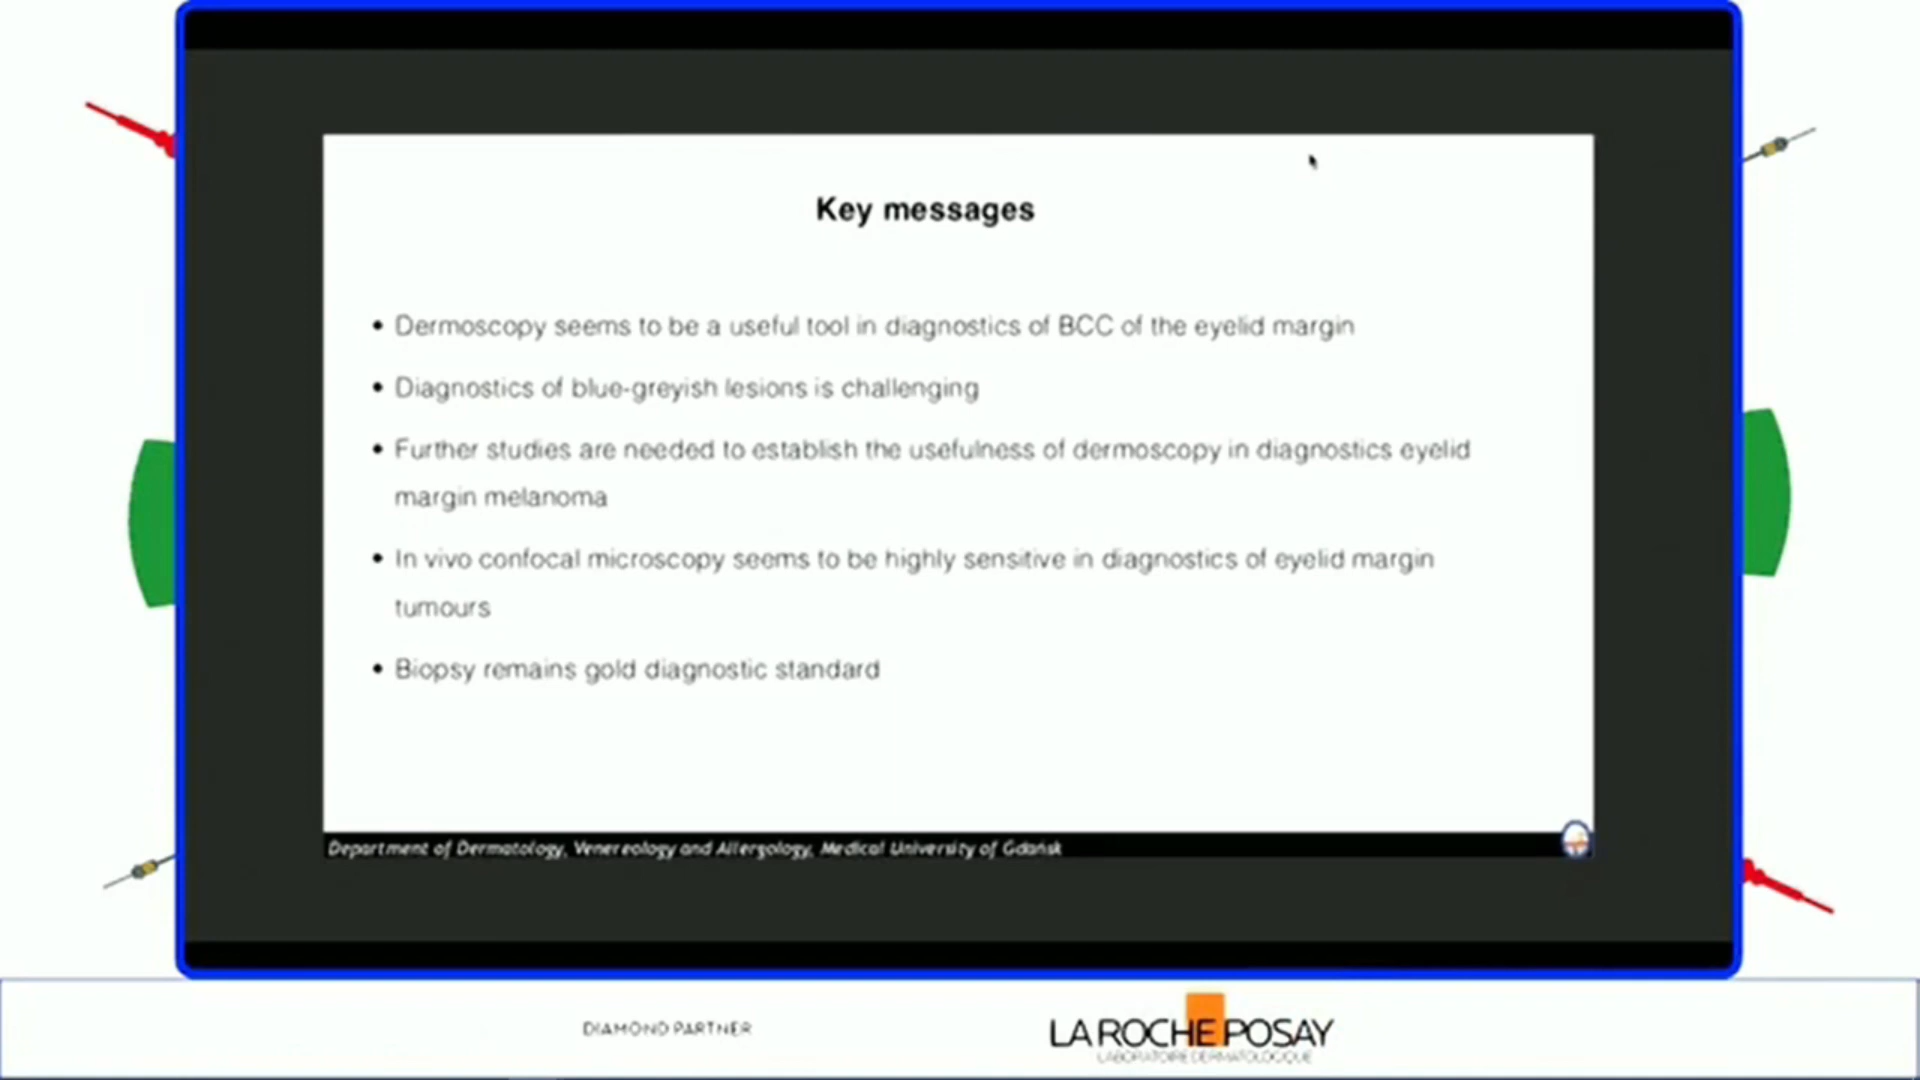 Key messages
• Dermoscopy seems to be a useful tool in diagnostics of BCC of the eyelid margin
• Diagnostics of blue-greyish lesions is challenging
• Further studies are needed to establish the usefulness of dermoscopy in diagnostics eyelid
margin melanoma
• In vivo confocal microscopy seems to be highly sensitive in diagnostics of eyelid margin
tumours
• Biopsy remains gold diagnostic standard
Department of Dermatology, Venereology and Allergology, Medical University of Gdańsk
DIAMOND PARTNER
LA ROCHE POSAY
LABORATOIRE DERMATOLOGIQUE